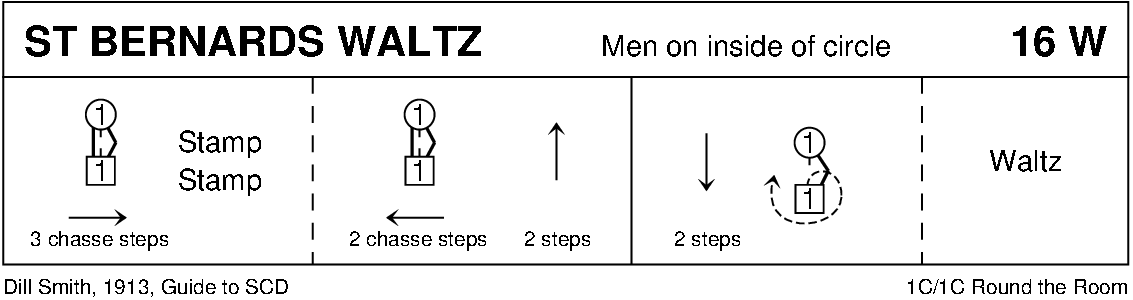 ST BERNARDS WALTZ
Men on inside of circle
16 W
1
1
Stamp
Stamp
3 chasse steps
1
1
2 chasse steps
2 steps
2 steps
1
1
Waltz
Dill Smith, 1913, Guide to SCD
1C/1C Round the Room